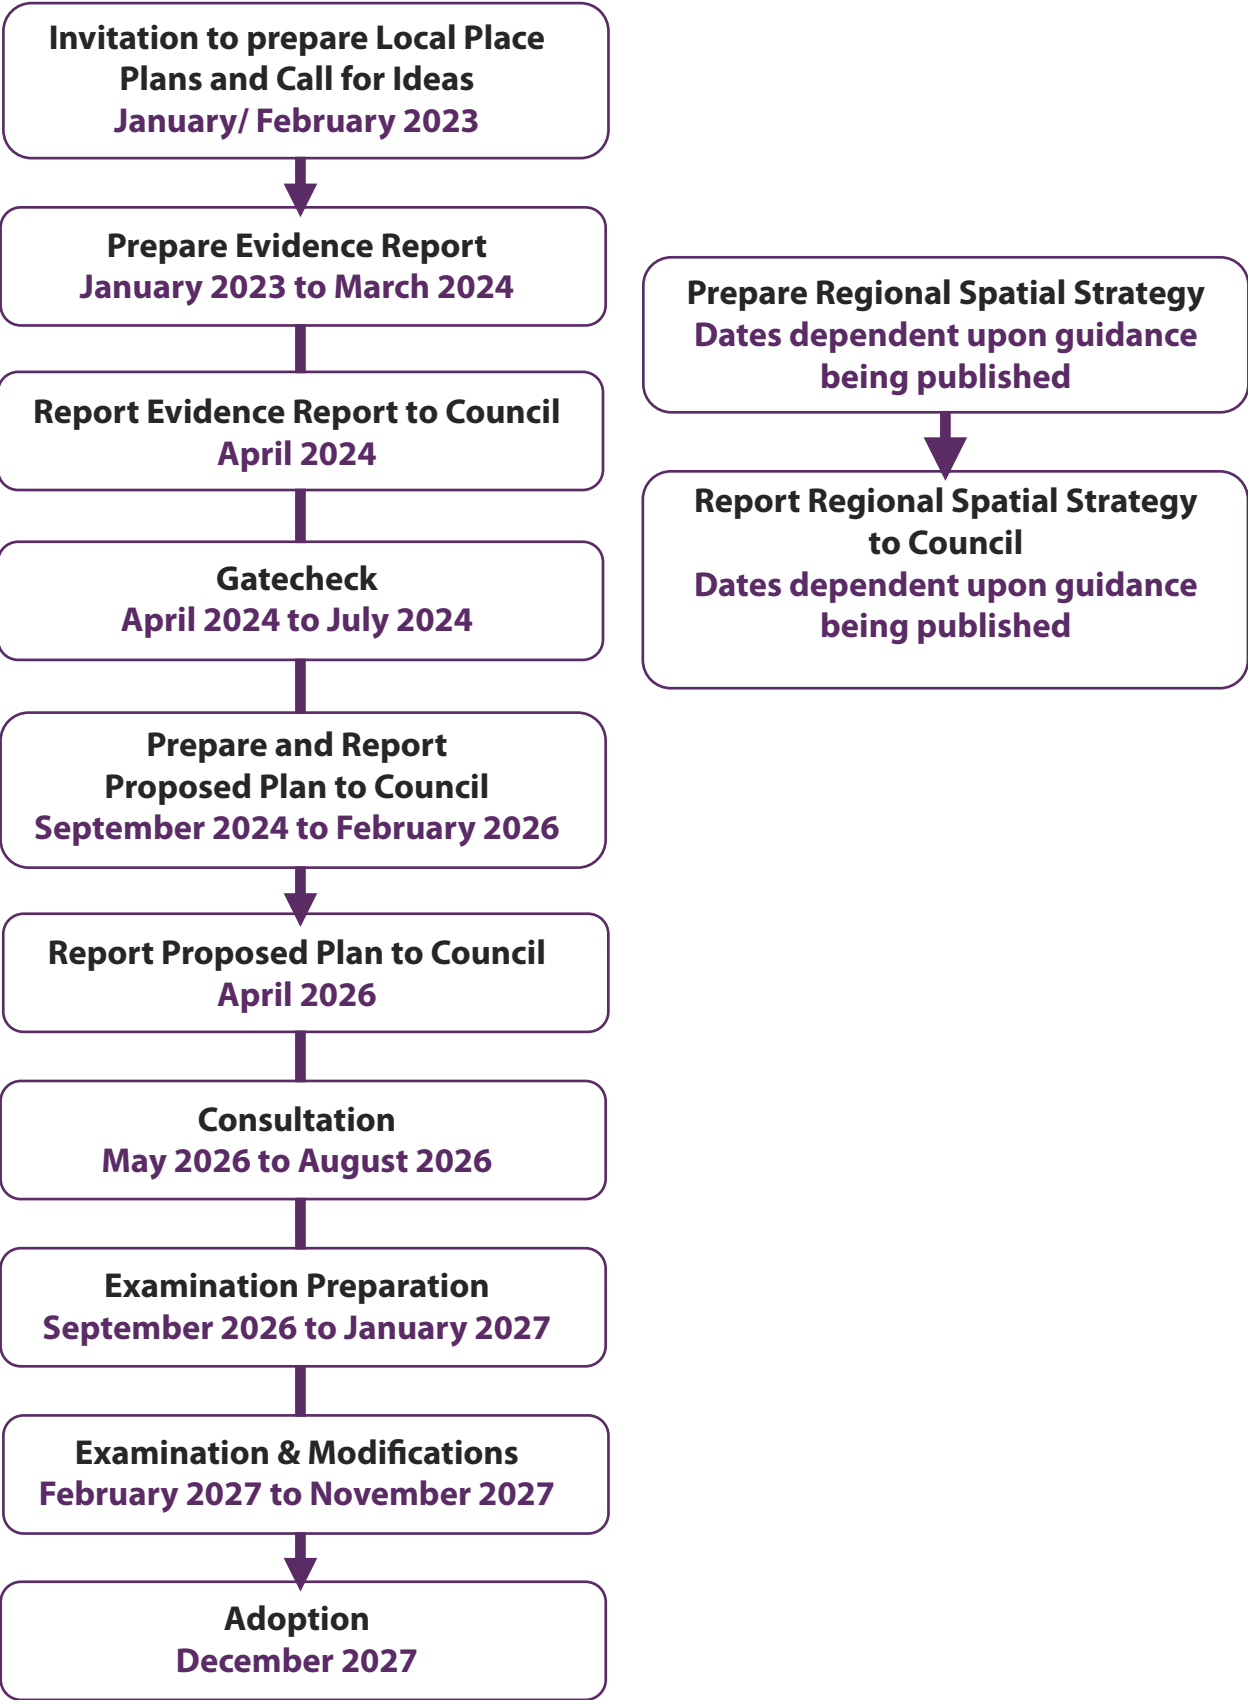 Invitation to prepare Local Place
Plans and Call for Ideas
January/ February 2023
Prepare Evidence Report
January 2023 to March 2024
Report Evidence Report to Council
April 2024
Gatecheck
April 2024 to July 2024
Prepare and Report
Proposed Plan to Council
September 2024 to February 2026
Report Proposed Plan to Council
April 2026
Consultation
May 2026 to August 2026
Examination Preparation
September 2026 to January 2027
Examination & Modifications
February 2027 to November 2027
Adoption
December 2027
Prepare Regional Spatial Strategy
Dates dependent upon guidance
being published
Report Regional Spatial Strategy
to Council
Dates dependent upon guidance
being published